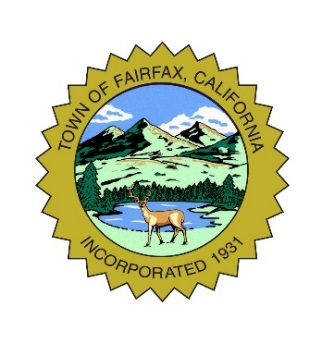 TOWN OF FAIRFAX, CALIFORNIA
INCORPORATED 1931